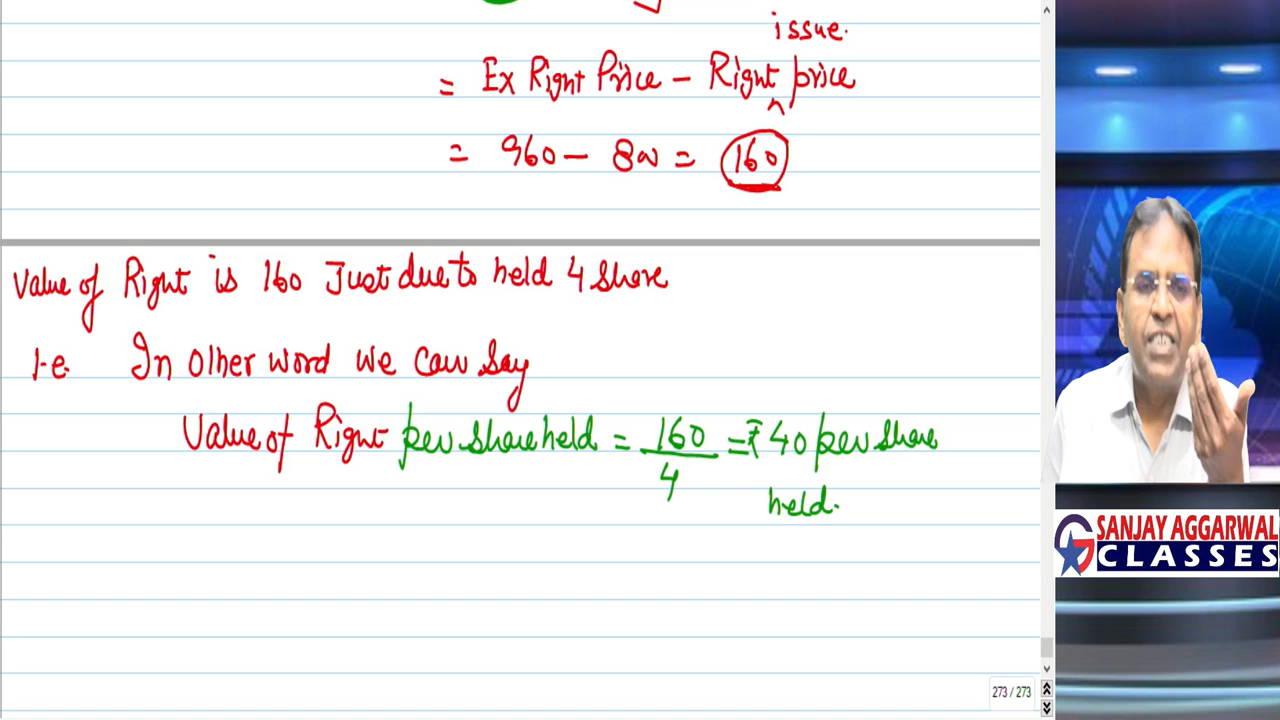 issue.
= Ex Right Price – Right price
= 960 – 800 = 160
Value of Right is 160 Just due to held 4 share
i.e. In other word we can say
Value of Right per share held = 160/4 = ₹ 40 per share
held.
273 / 273
SANJAY AGGARWAL
CLASSES